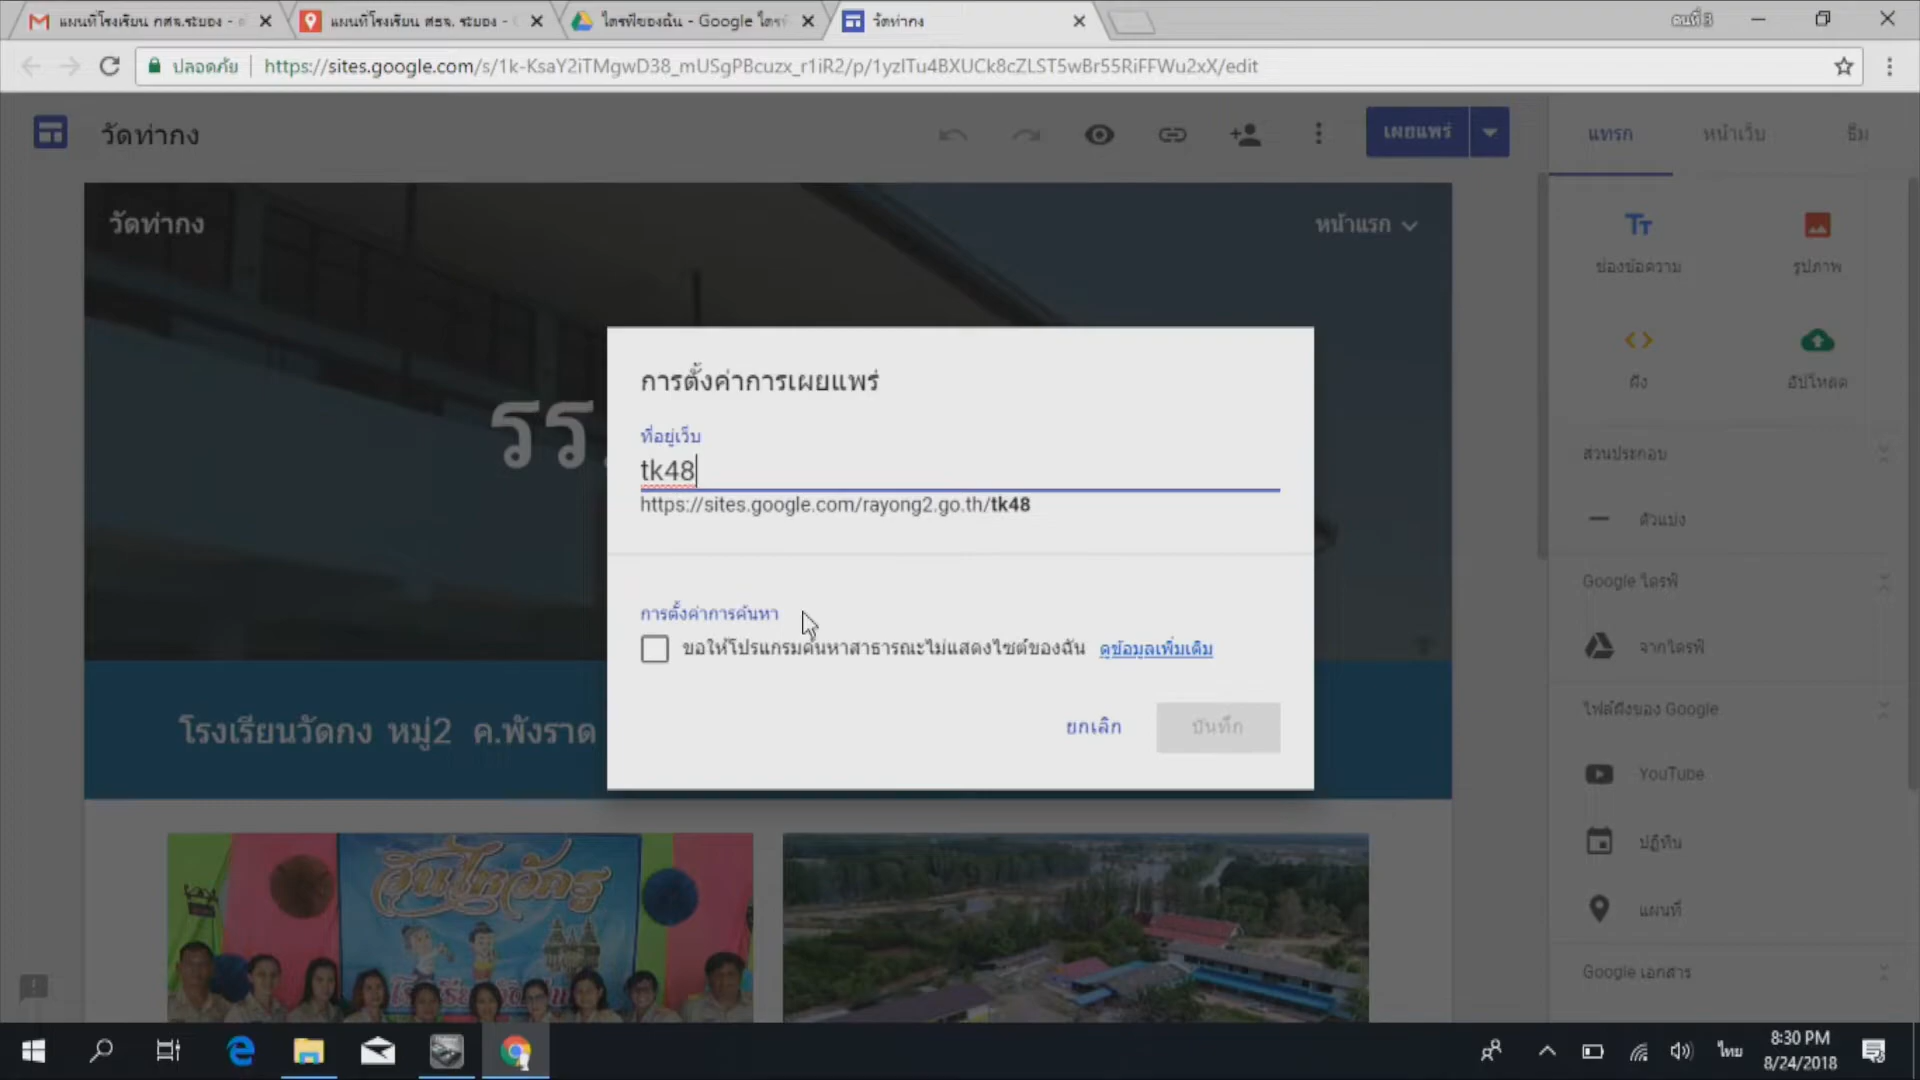 แผนที่โรงเรียน กศจ.ระยอง -
แผนที่โรงเรียน ศธจ. ระยอง -
ไดรฟ์ของฉัน - Google ไดรฟ์
วัดท่ากง
คนที่ 3
ปลอดภัย
https://sites.google.com/s/1k-KsaY2iTMgwD38_mUSgPBcuzx_r1iR2/p/1yzITu4BXUCk8cZLST5wBr55RiFFWu2xX/edit
วัดท่ากง
เผยแพร่
แทรก
หน้าเว็บ
ธีม
วัดท่ากง
หน้าแรก
ช่องข้อความ
รูปภาพ
ฝัง
อัปโหลด
รร.
การตั้งค่าการเผยแพร่
ที่อยู่เว็บ
tk48
https://sites.google.com/rayong2.go.th/tk48
การตั้งค่าการค้นหา
ขอให้โปรแกรมค้นหาสาธารณะไม่แสดงไซต์ของฉัน ดูข้อมูลเพิ่มเติม
ยกเลิก
บันทึก
ส่วนประกอบ
ตัวแบ่ง
Google ไดรฟ์
จากไดรฟ์
ไฟล์ฝังของ Google
YouTube
ปฏิทิน
แผนที่
Google เอกสาร
โรงเรียนวัดกง หมู่2 ค.พังราด
วันไหว้ครู
ไทย
8:30 PM
8/24/2018